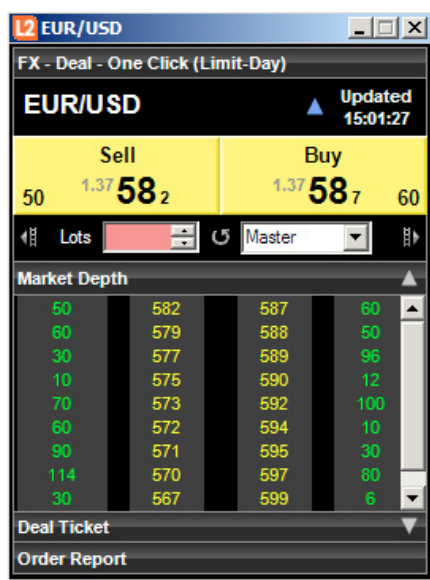 L2 EUR/USD
FX - Deal - One Click (Limit-Day)
EUR/USD
Updated
15:01:27
Sell Buy
50 1.37 58 2 1.37 58 7 60
Lots Master
Market Depth
50 582 587 60
60 579 588 50
30 577 589 96
10 575 590 12
70 573 592 100
60 572 594 10
90 571 595 30
114 570 597 80
30 567 599 6
Deal Ticket
Order Report